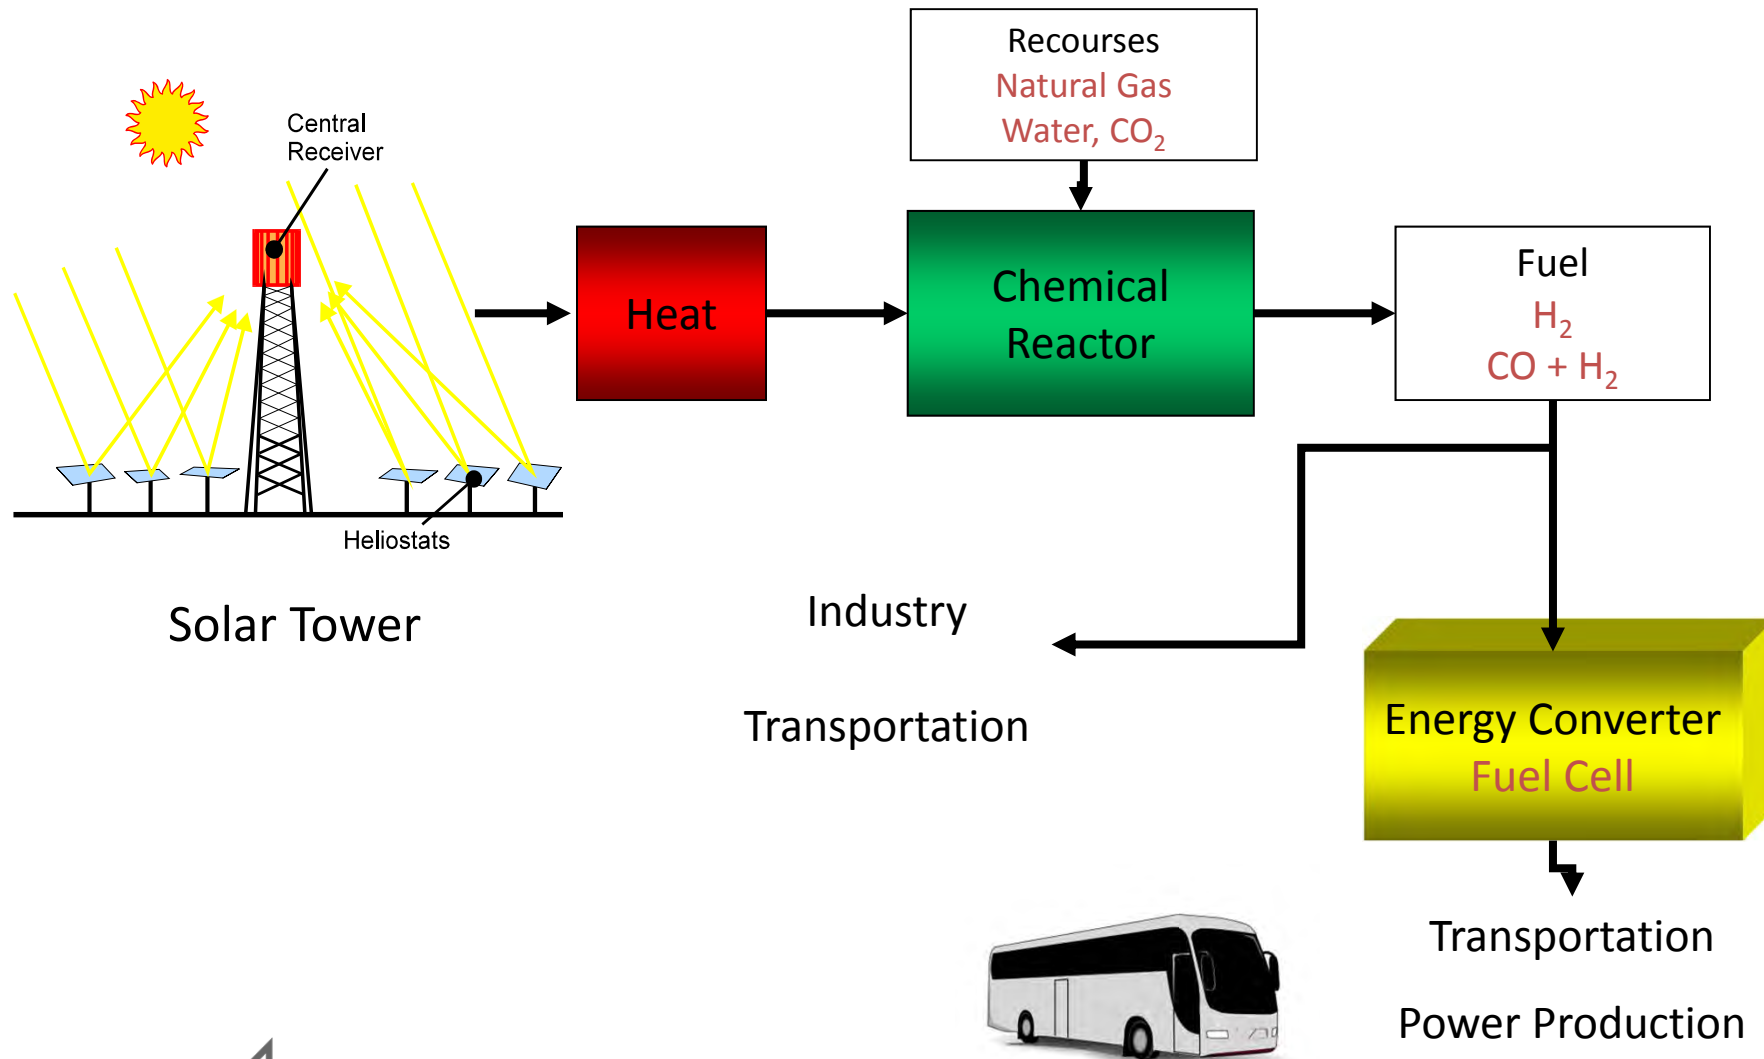 Recourses
Natural Gas
Water, CO₂
Central
Receiver
Heat
Chemical
Reactor
Fuel
H₂
CO + H₂
Heliostats
Solar Tower
Industry
Transportation
Energy Converter
Fuel Cell
Transportation
Power Production